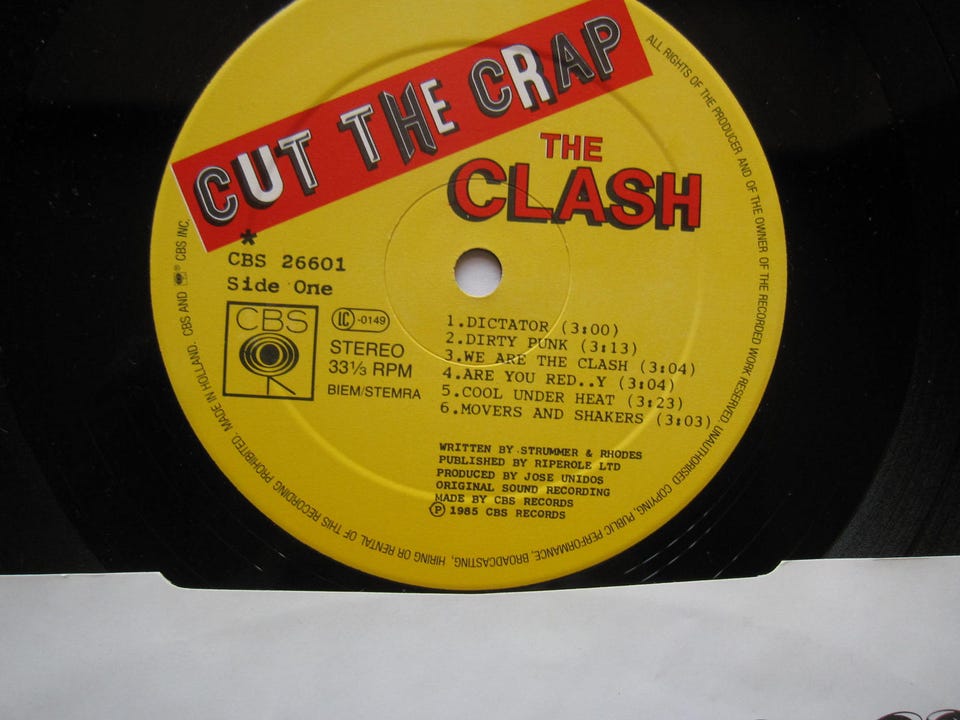 CUT THE CRAP
THE
CLASH
*
CBS 26601
Side One
CBS
IC -0149
STEREO
33⅓ RPM
BIEM/STEMRA
1.DICTATOR (3:00)
2.DIRTY PUNK (3:13)
3.WE ARE THE CLASH (3:04)
4.ARE YOU RED..Y (3:04)
5.COOL UNDER HEAT (3:23)
6.MOVERS AND SHAKERS (3:03)
WRITTEN BY STRUMMER & RHODES
PUBLISHED BY RIPEROLE LTD
PRODUCED BY JOSE UNIDOS
ORIGINAL SOUND RECORDING
MADE BY CBS RECORDS
Ⓟ 1985 CBS RECORDS
ALL RIGHTS OF THE PRODUCER AND OF THE OWNER OF THE RECORDED WORK RESERVED. UNAUTHORISED COPYING, PUBLIC PERFORMANCE, BROADCASTING, HIRING OR RENTAL OF THIS RECORDING PROHIBITED. MADE IN HOLLAND. CBS AND ® CBS INC.